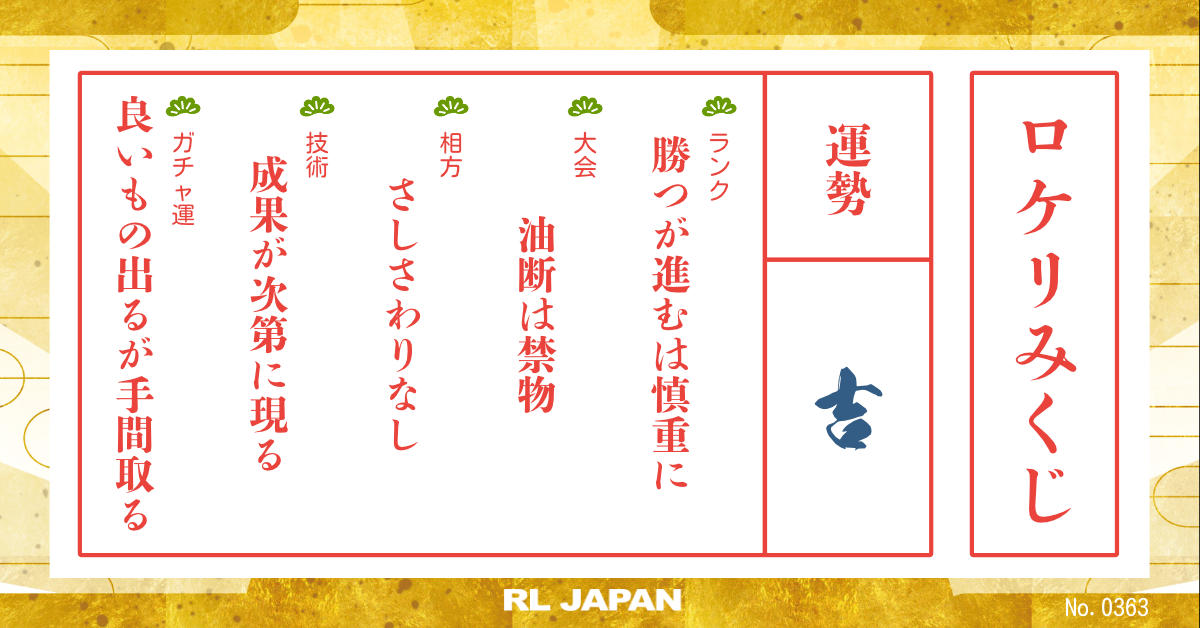 ロケリみくじ
運勢
吉
ランク
勝つが進むは慎重に
大会
油断は禁物
相方
さしさわりなし
技術
成果が次第に現る
ガチャ運
良いもの出るが手間取る
RL JAPAN
No. 0363